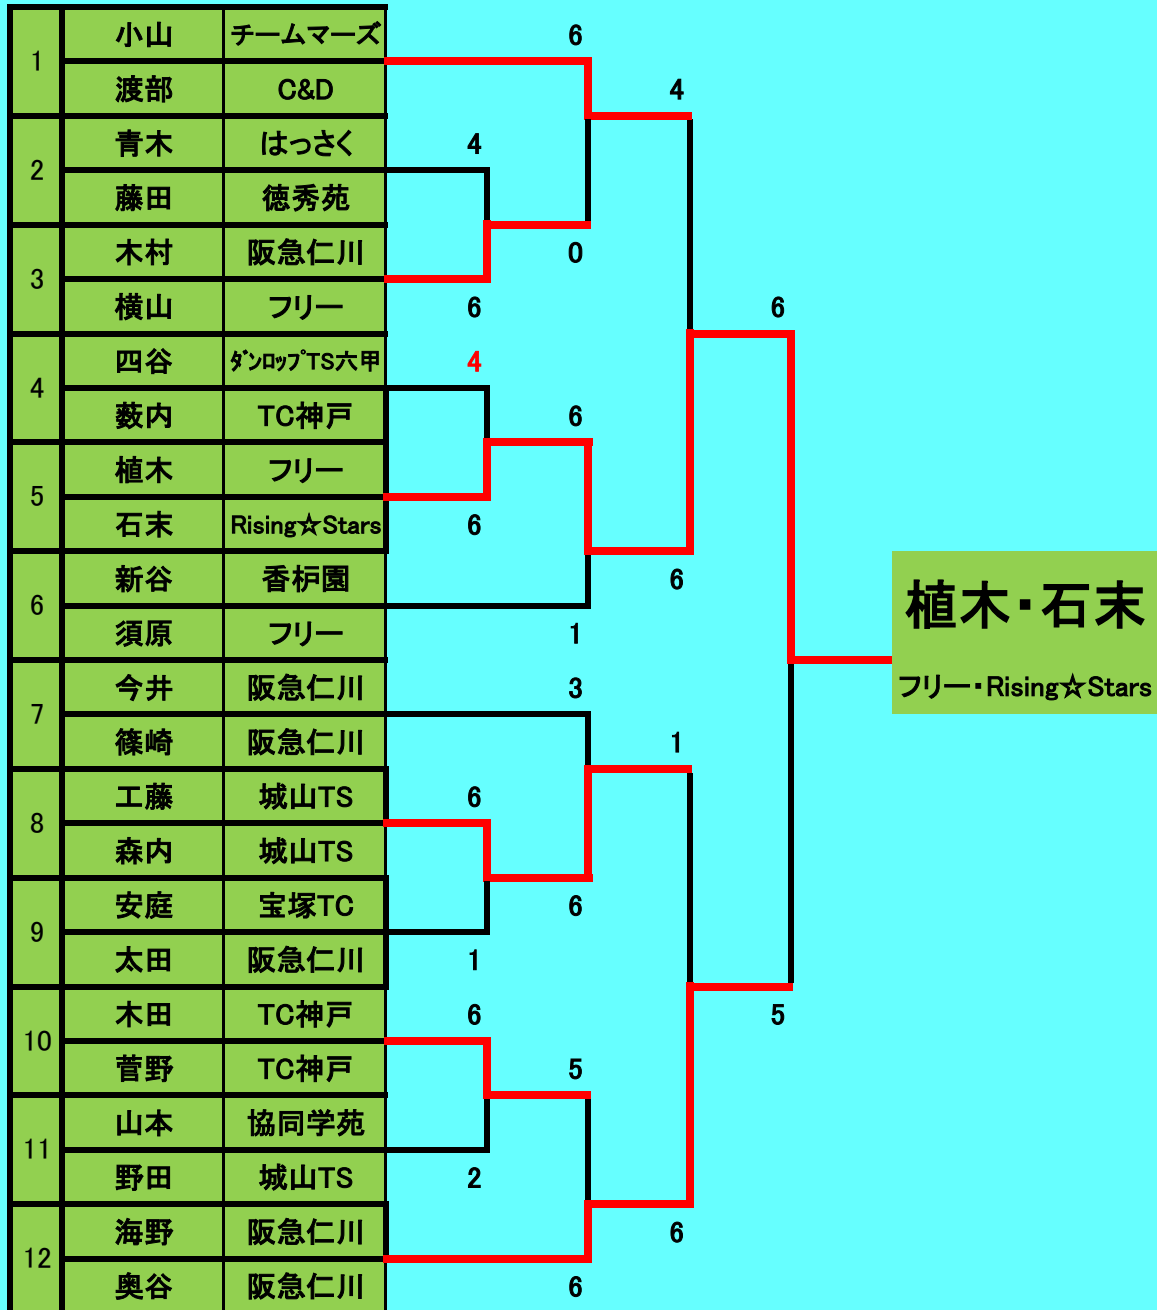 1
小山 チームマーズ 6
渡部 C&D 4
2
青木 はっさく 4
藤田 徳秀苑
3
木村 阪急仁川 0
横山 フリー 6 6
4
四谷 ダンロップTS六甲 4
薮内 TC神戸 6
5
植木 フリー
石末 Rising☆Stars 6
6
新谷 香枦園 6
須原 フリー 1
植木・石末
フリー・Rising☆Stars
7
今井 阪急仁川 3
篠崎 阪急仁川 1
8
工藤 城山TS 6
森内 城山TS
9
安庭 宝塚TC 6
太田 阪急仁川 1
10
木田 TC神戸 6 5
菅野 TC神戸 5
11
山本 協同学苑
野田 城山TS 2
12
海野 阪急仁川 6
奥谷 阪急仁川 6